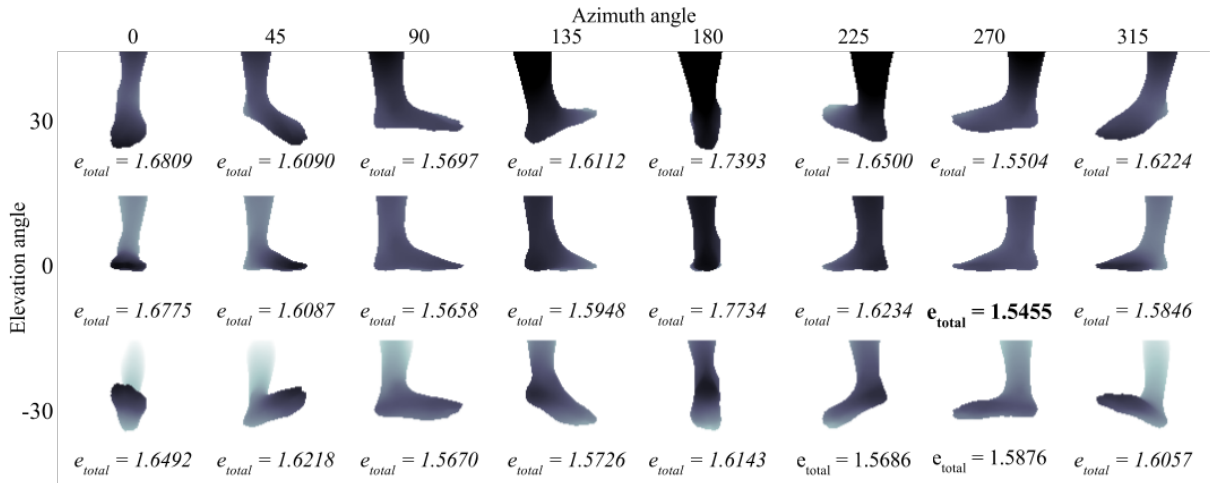 Azimuth angle
0 45 90 135 180 225 270 315
Elevation angle
30
e_total = 1.6809 e_total = 1.6090 e_total = 1.5697 e_total = 1.6112 e_total = 1.7393 e_total = 1.6500 e_total = 1.5504 e_total = 1.6224
0
e_total = 1.6775 e_total = 1.6087 e_total = 1.5658 e_total = 1.5948 e_total = 1.7734 e_total = 1.6234 e_total = 1.5455 e_total = 1.5846
-30
e_total = 1.6492 e_total = 1.6218 e_total = 1.5670 e_total = 1.5726 e_total = 1.6143 e_total = 1.5686 e_total = 1.5876 e_total = 1.6057